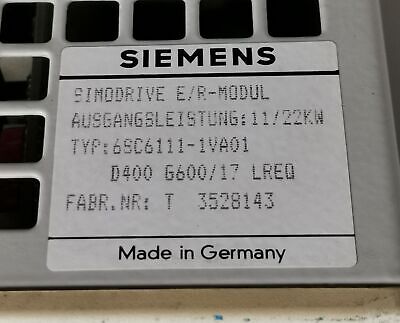 SIEMENS
SIMODRIVE E/R-MODUL
AUSGANGSLEISTUNG:11/22KW
TYP:6SC6111-1VA01
D400 G600/17 LREQ
FABR.NR: T 3528143
Made in Germany